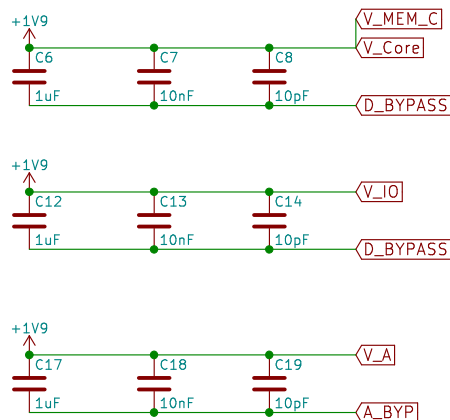 V_MEM_C
+1V9
C6 C7 C8 V_Core
1uF 10nF 10pF D_BYPASS
+1V9
C12 C13 C14 V_IO
1uF 10nF 10pF D_BYPASS
+1V9
C17 C18 C19 V_A
1uF 10nF 10pF A_BYP